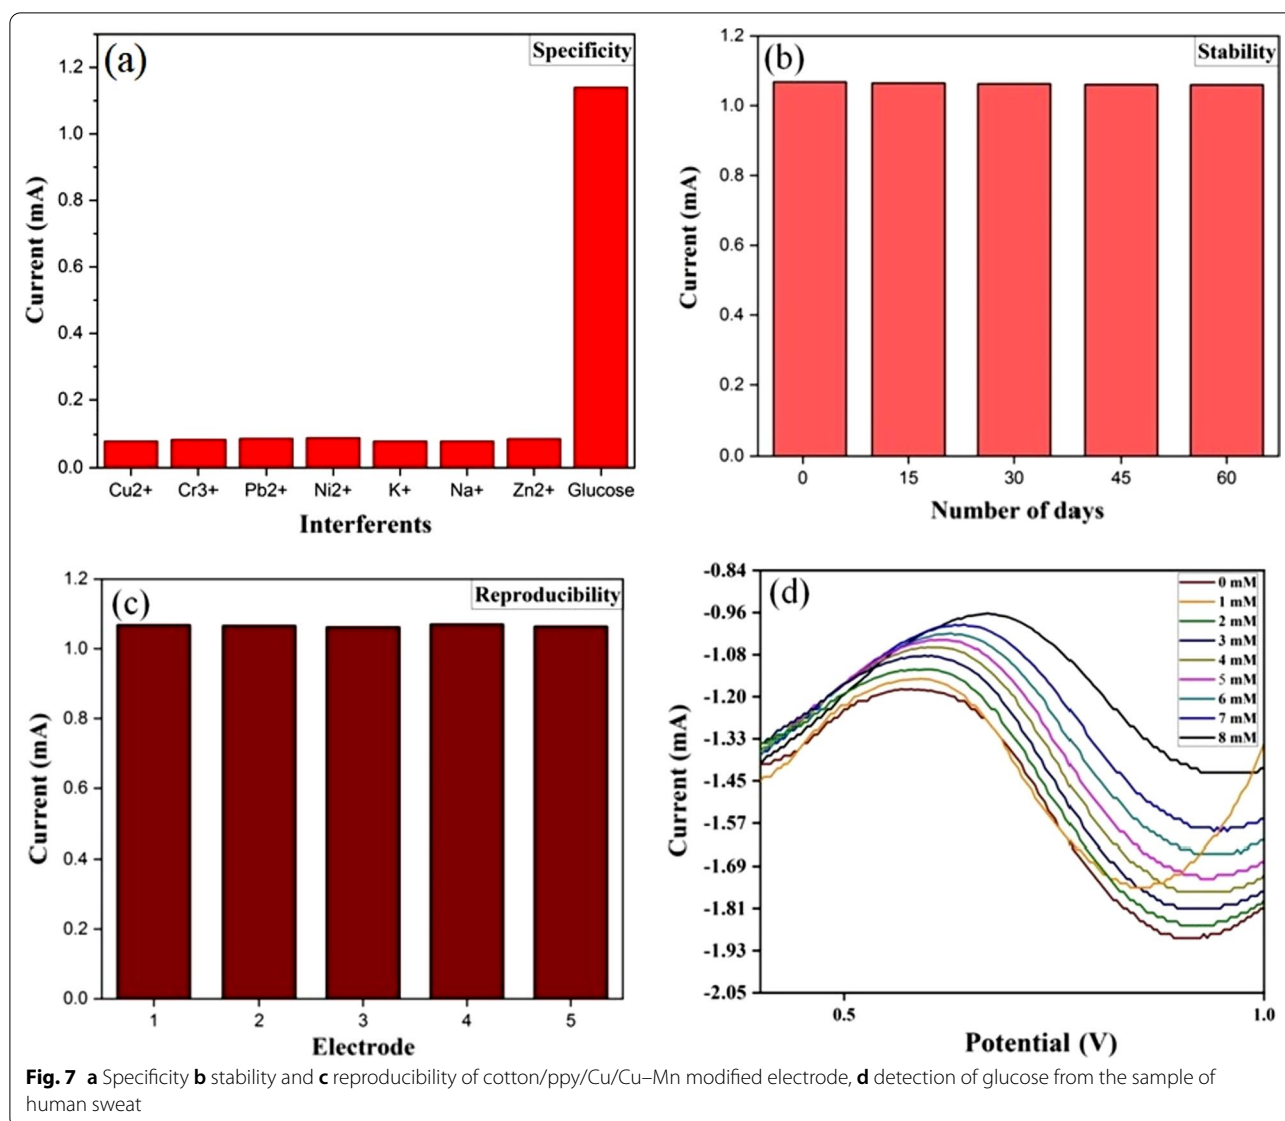 (a)
Specificity
1.2
1.0
0.8
0.6
0.4
0.2
0.0
Current (mA)
Cu2+ Cr3+ Pb2+ Ni2+ K+ Na+ Zn2+ Glucose
Interferents
(b)
Stability
1.2
1.0
0.8
0.6
0.4
0.2
0.0
Current (mA)
0 15 30 45 60
Number of days
(c)
Reproducibility
1.2
1.0
0.8
0.6
0.4
0.2
0.0
Current (mA)
1 2 3 4 5
Electrode
(d)
-0.84
-0.96
-1.08
-1.20
-1.33
-1.45
-1.57
-1.69
-1.81
-1.93
-2.05
Current (mA)
0 mM
1 mM
2 mM
3 mM
4 mM
5 mM
6 mM
7 mM
8 mM
0.5 1.0
Potential (V)
Fig. 7 a Specificity b stability and c reproducibility of cotton/ppy/Cu/Cu–Mn modified electrode, d detection of glucose from the sample of
human sweat